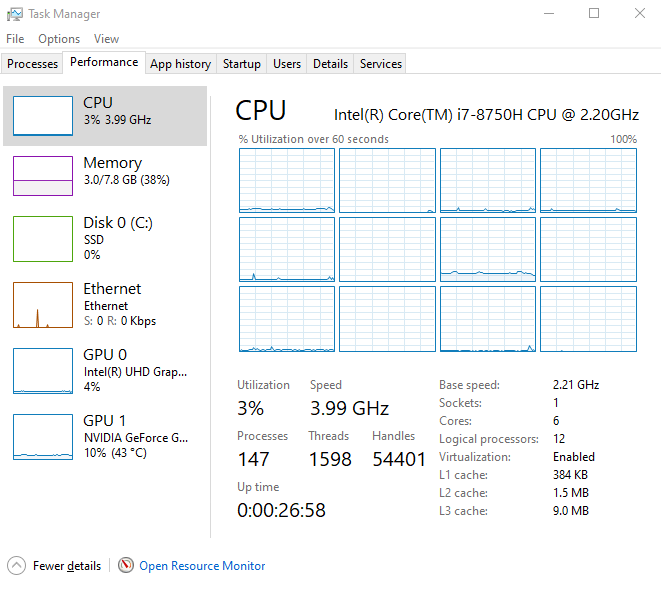 Task Manager
File Options View
Processes Performance App history Startup Users Details Services
CPU
3% 3.99 GHz
Memory
3.0/7.8 GB (38%)
Disk 0 (C:)
SSD
0%
Ethernet
Ethernet
S: 0 R: 0 Kbps
GPU 0
Intel(R) UHD Grap...
4%
GPU 1
NVIDIA GeForce G...
10% (43 °C)
CPU Intel(R) Core(TM) i7-8750H CPU @ 2.20GHz
% Utilization over 60 seconds 100%
Utilization Speed
3% 3.99 GHz
Processes Threads Handles
147 1598 54401
Up time
0:00:26:58
Base speed: 2.21 GHz
Sockets: 1
Cores: 6
Logical processors: 12
Virtualization: Enabled
L1 cache: 384 KB
L2 cache: 1.5 MB
L3 cache: 9.0 MB
Fewer details Open Resource Monitor